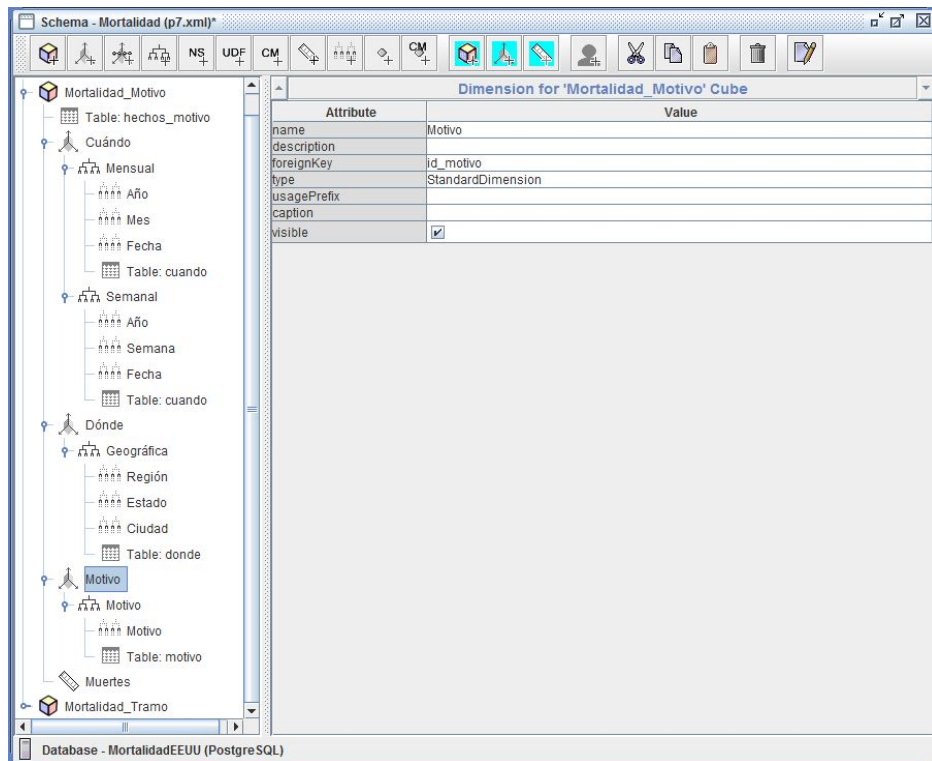 Schema - Mortalidad (p7.xml)*
NS UDF CM CM
Mortalidad_Motivo
Table: hechos_motivo
Cuándo
Mensual
Año
Mes
Fecha
Table: cuando
Semanal
Año
Semana
Fecha
Table: cuando
Dónde
Geográfica
Región
Estado
Ciudad
Table: donde
Motivo
Motivo
Motivo
Table: motivo
Muertes
Mortalidad_Tramo
Dimension for 'Mortalidad_Motivo' Cube
Attribute Value
name Motivo
description
foreignKey id_motivo
type StandardDimension
usagePrefix
caption
visible
Database - MortalidadEEUU (PostgreSQL)